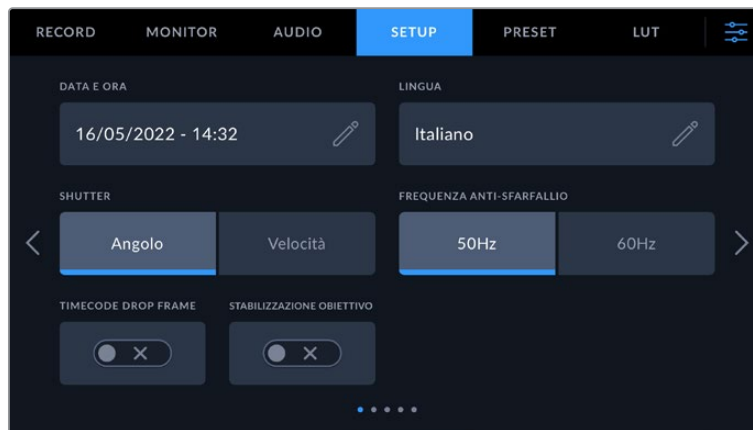 RECORD MONITOR AUDIO SETUP PRESET LUT
DATA E ORA LINGUA
16/05/2022 - 14:32 Italiano
SHUTTER FREQUENZA ANTI-SFARFALLIO
Angolo Velocità 50Hz 60Hz
TIMECODE DROP FRAME STABILIZZAZIONE OBIETTIVO